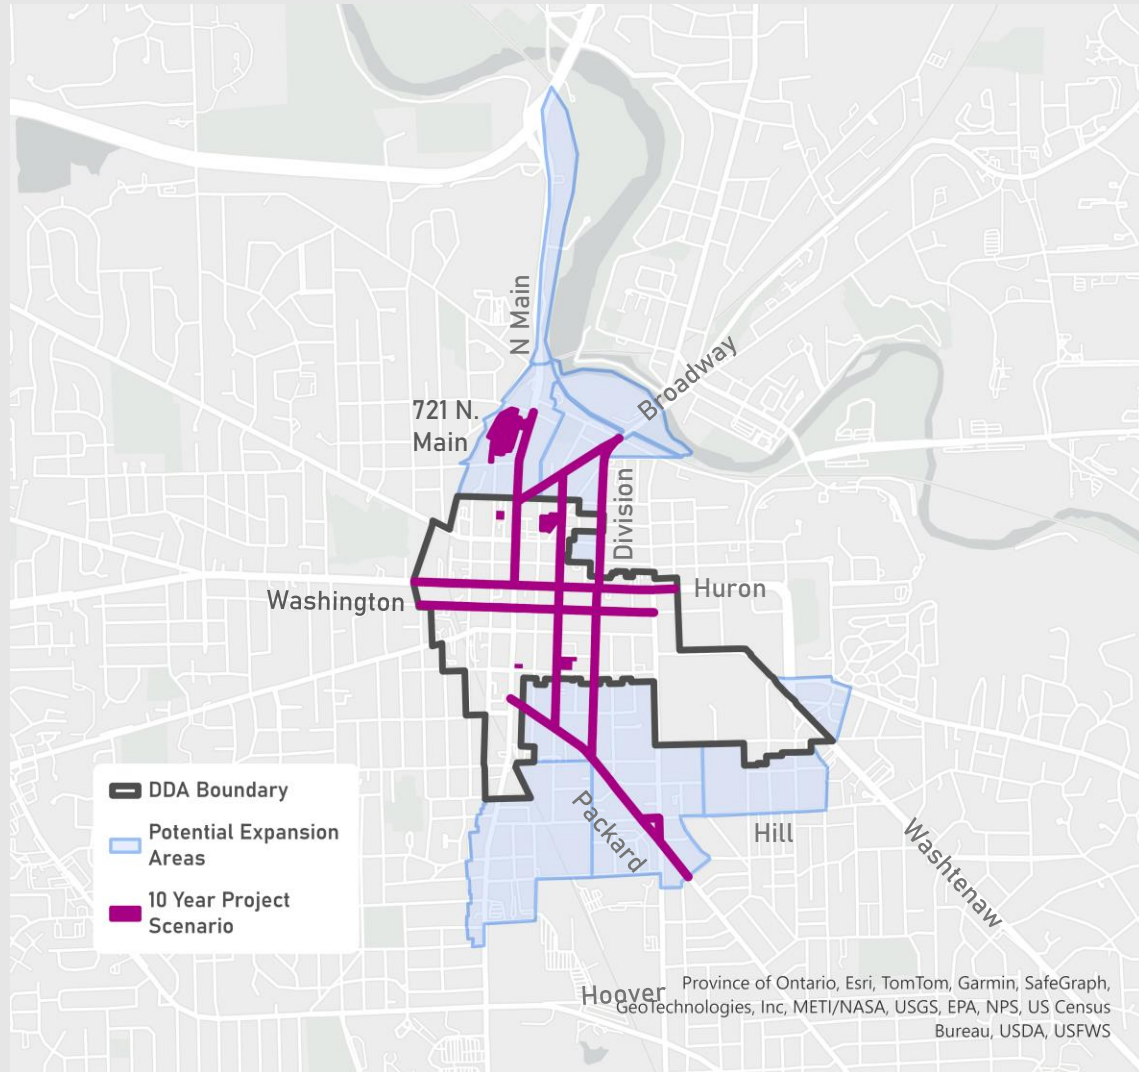 N Main
Broadway
721 N.
Main
Division
Huron
Washington
DDA Boundary
Potential Expansion
Areas
10 Year Project
Scenario
Packard
Hill
Washtenaw
Hoover
Province of Ontario, Esri, TomTom, Garmin, SafeGraph,
GeoTechnologies, Inc, METI/NASA, USGS, EPA, NPS, US Census
Bureau, USDA, USFWS